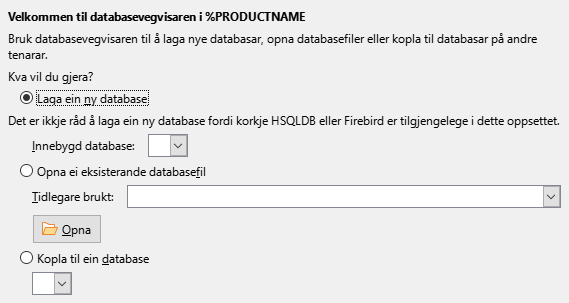 Velkommen til databasevegvisaren i %PRODUCTNAME
Bruk databasevegvisaren til å laga nye databasar, opna databasefiler eller kopla til databasar på andre
tenarar.
Kva vil du gjera?
Laga ein ny database
Det er ikkje råd å laga ein ny database fordi korkje HSQLDB eller Firebird er tilgjengelege i dette oppsettet.
Innebygd database:
Opna ei eksisterande databasefil
Tidlegare brukt:
Opna
Kopla til ein database